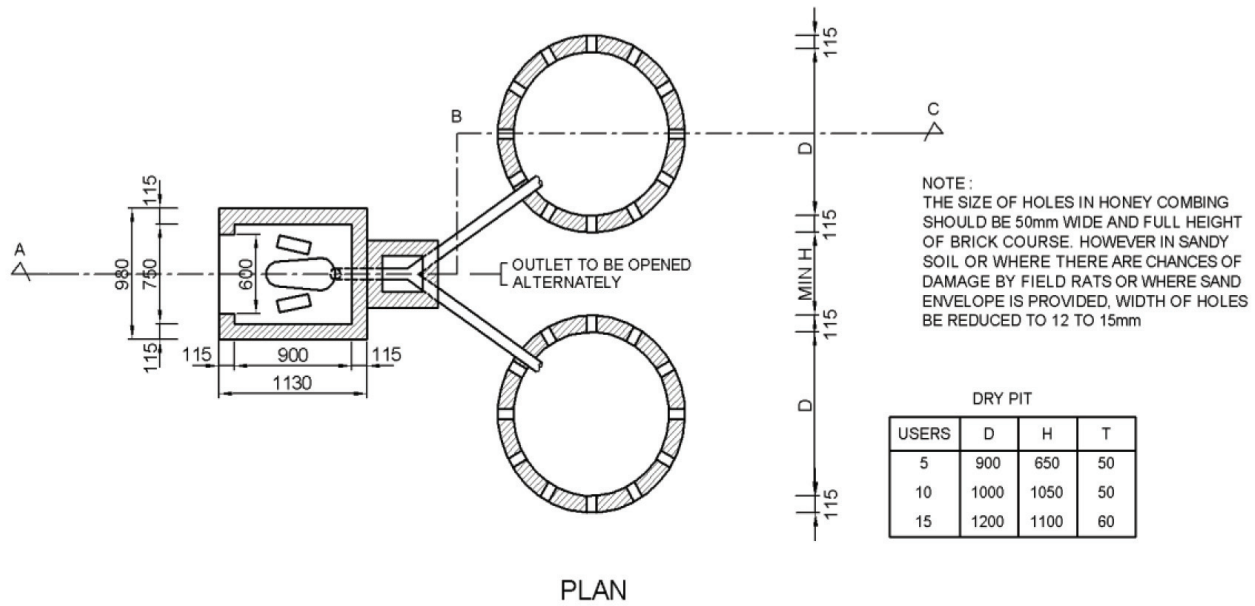 115
D
115
MIN H
115
D
115
A
B
C
115
980
750
600
115
115
900
115
1130
OUTLET TO BE OPENED
ALTERNATELY
NOTE :
THE SIZE OF HOLES IN HONEY COMBING
SHOULD BE 50mm WIDE AND FULL HEIGHT
OF BRICK COURSE. HOWEVER IN SANDY
SOIL OR WHERE THERE ARE CHANCES OF
DAMAGE BY FIELD RATS OR WHERE SAND
ENVELOPE IS PROVIDED, WIDTH OF HOLES
BE REDUCED TO 12 TO 15mm
DRY PIT
USERS D H T
5 900 650 50
10 1000 1050 50
15 1200 1100 60
PLAN